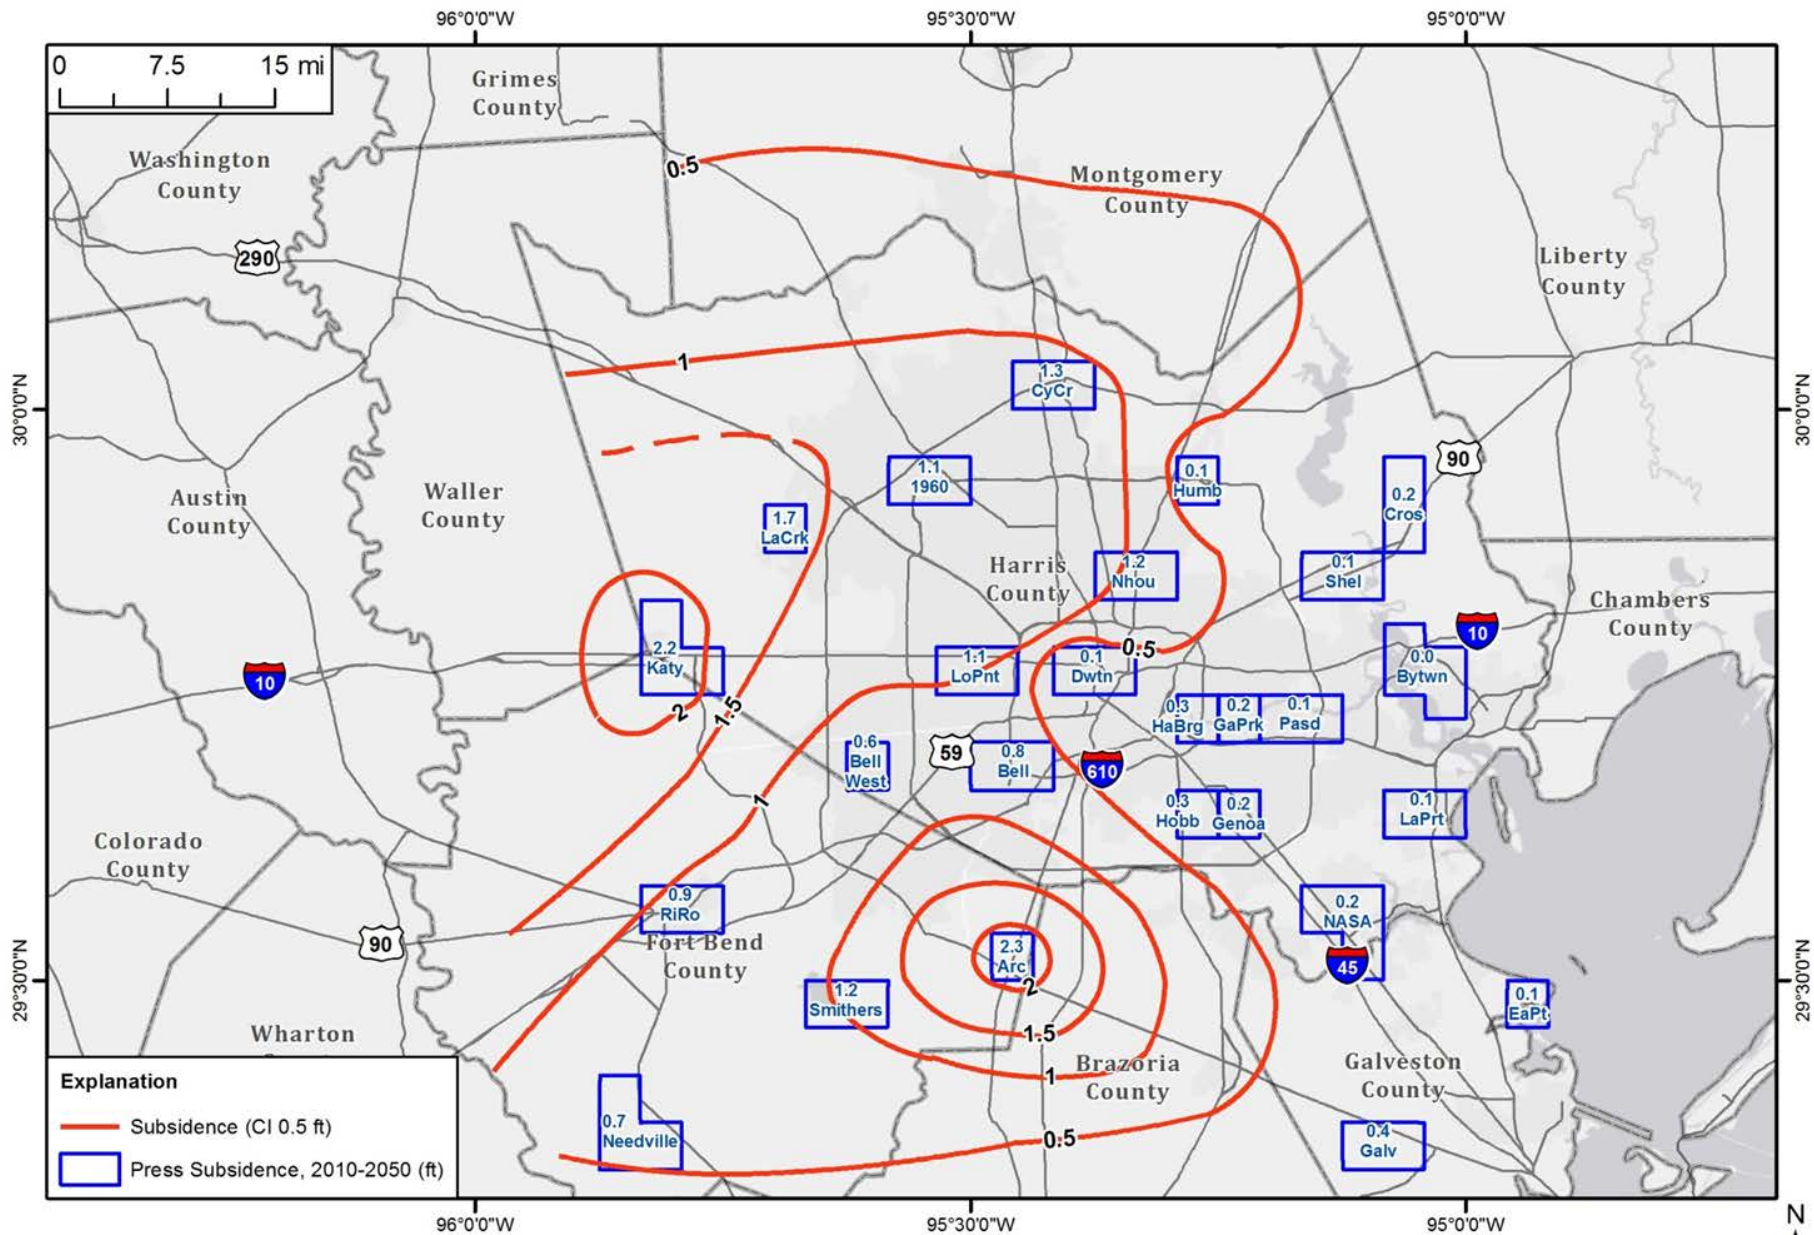 96°0'0"W
95°30'0"W
95°0'0"W
0
7.5
15 mi
Grimes
County
Washington
County
0.5
Montgomery
County
290
Liberty
County
1
30°0'0"N
30°0'0"N
1.3
CyCr
90
1.1
1960
0.1
Humb
0.2
Cros
Austin
County
Waller
County
1.7
LaCrk
Harris
County
1.2
Nhou
0.1
Shel
Chambers
County
10
10
2.2
Katy
1.1
LoPnt
0.1
Dwtn
0.5
0.0
Bytwn
2
1.5
0.3
HaBrg
0.2
GaPrk
0.1
Pasd
0.6
Bell
West
59
0.8
Bell
610
1
0.3
Hobb
0.2
Genoa
0.1
LaPrt
Colorado
County
0.9
RiRo
0.2
NASA
90
Fort Bend
County
2.3
Arc
2
45
29°30'0"N
29°30'0"N
1.2
Smithers
0.1
EaPt
1.5
Wharton
1
Brazoria
County
Galveston
County
Explanation
Subsidence (CI 0.5 ft)
Press Subsidence, 2010-2050 (ft)
0.7
Needville
0.5
0.4
Galv
96°0'0"W
95°30'0"W
95°0'0"W
N